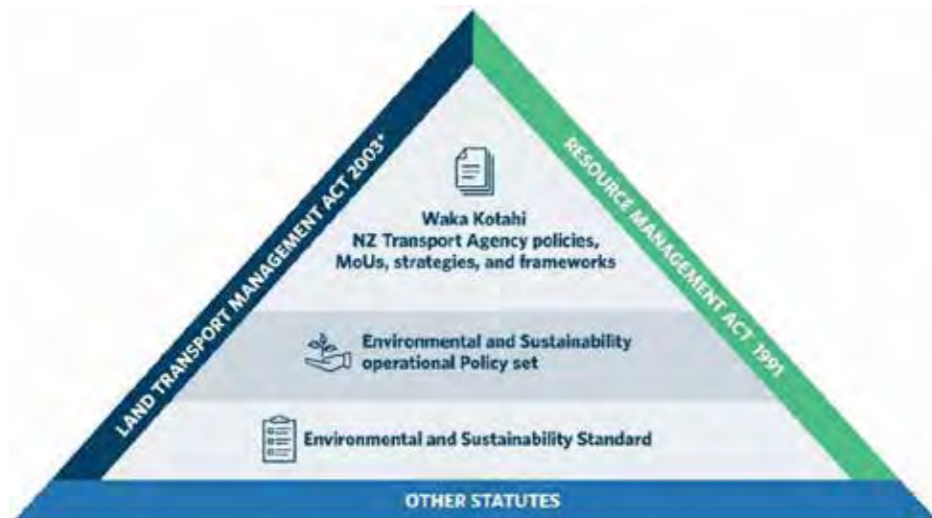 LAND TRANSPORT MANAGEMENT ACT 2003*
RESOURCE MANAGEMENT ACT 1991
Waka Kotahi
NZ Transport Agency policies,
MoUs, strategies, and frameworks
Environmental and Sustainability
operational Policy set
Environmental and Sustainability Standard
OTHER STATUTES